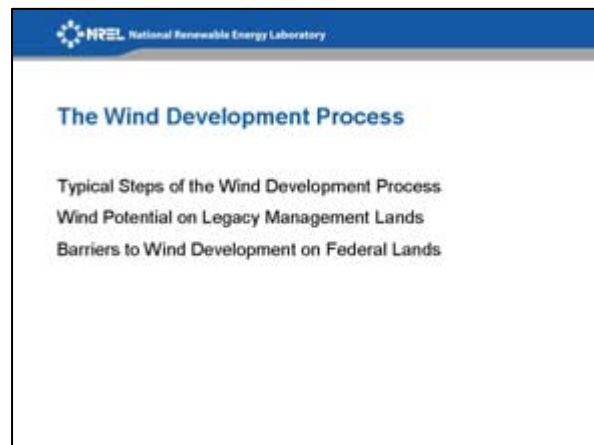 NREL National Renewable Energy Laboratory
The Wind Development Process
Typical Steps of the Wind Development Process
Wind Potential on Legacy Management Lands
Barriers to Wind Development on Federal Lands